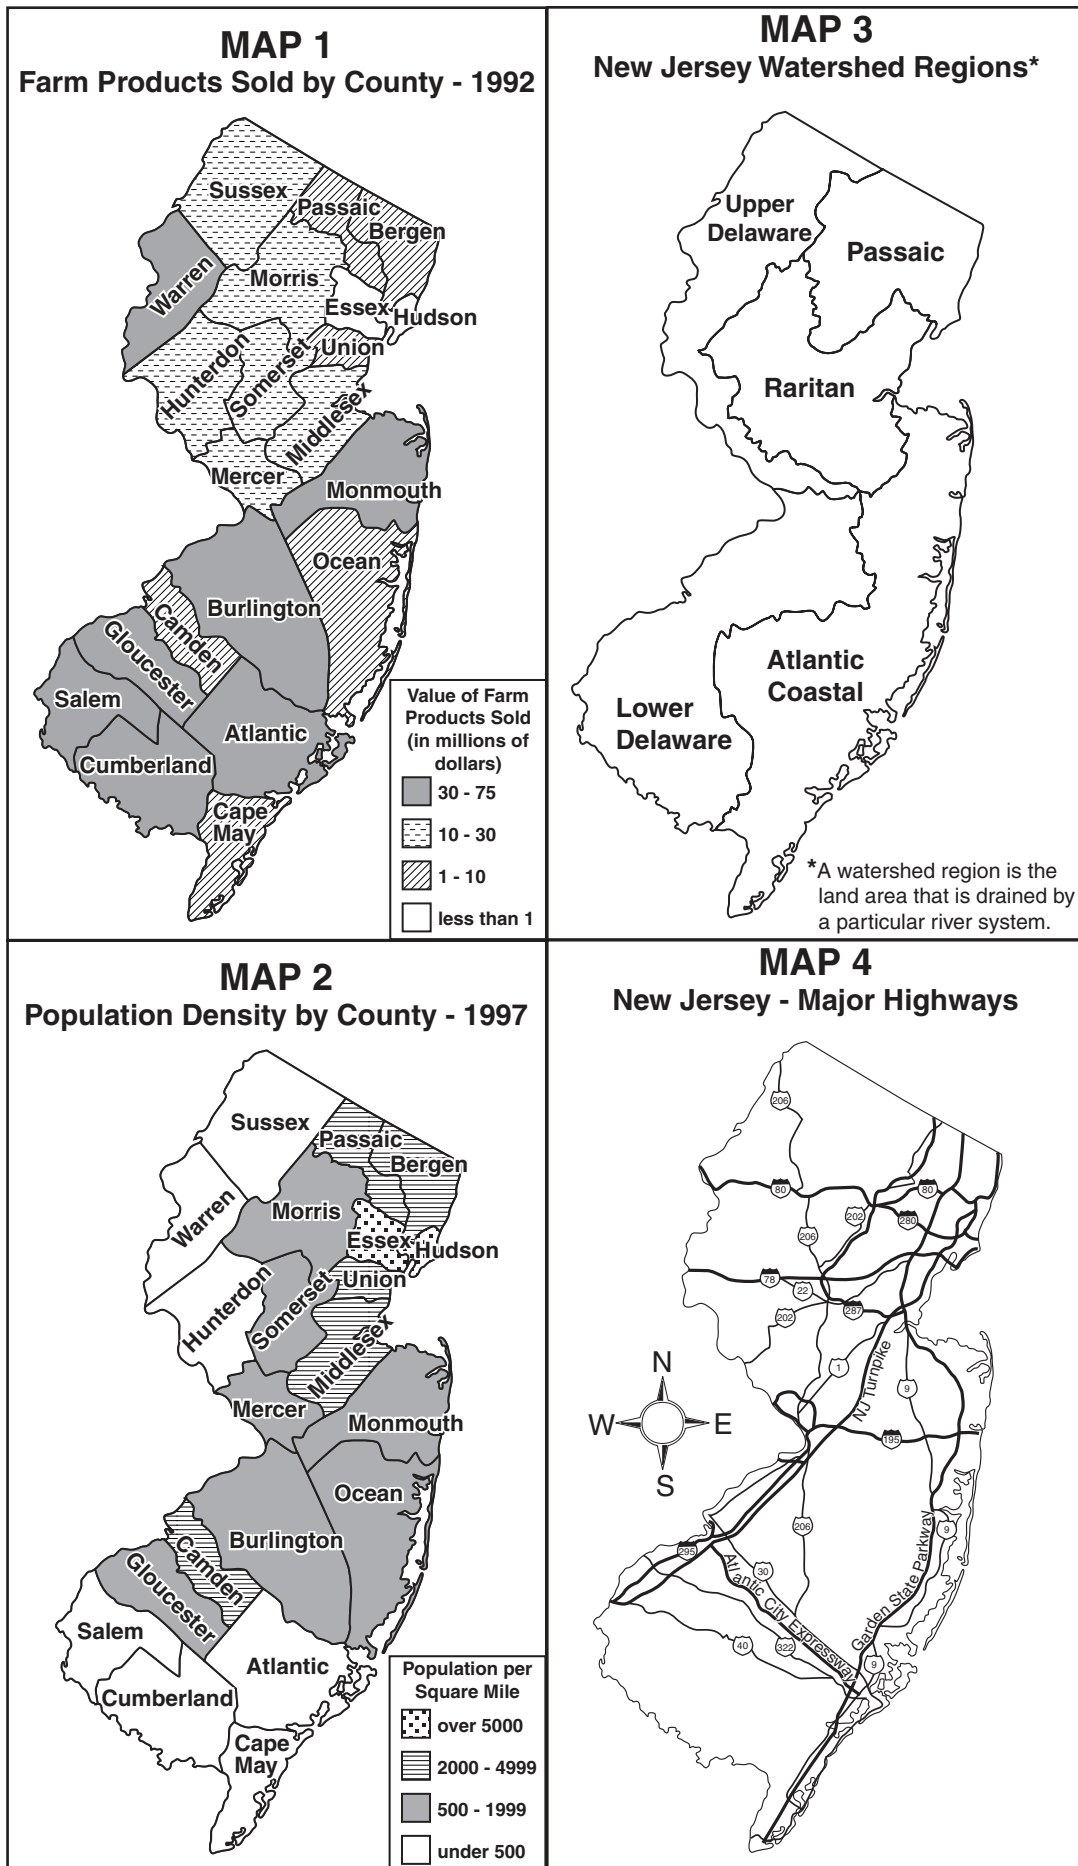 MAP 1
Farm Products Sold by County - 1992
Sussex
Passaic
Bergen
Warren
Morris
Essex
Hudson
Union
Hunterdon
Somerset
Middlesex
Mercer
Monmouth
Ocean
Burlington
Camden
Gloucester
Salem
Atlantic
Cumberland
Cape
May
Value of Farm
Products Sold
(in millions of
dollars)
30 - 75
10 - 30
1 - 10
less than 1
MAP 3
New Jersey Watershed Regions*
Upper
Delaware
Passaic
Raritan
Atlantic
Coastal
Lower
Delaware
*A watershed region is the
land area that is drained by
a particular river system.
MAP 2
Population Density by County - 1997
Sussex
Passaic
Bergen
Warren
Morris
Essex
Hudson
Union
Hunterdon
Somerset
Middlesex
Mercer
Monmouth
Ocean
Burlington
Camden
Gloucester
Salem
Atlantic
Cumberland
Cape
May
Population per
Square Mile
over 5000
2000 - 4999
500 - 1999
under 500
MAP 4
New Jersey - Major Highways
206
80
80
202
280
206
78
22
287
202
1
NJ Turnpike
9
N
W
E
S
195
206
9
295
30
Atlantic City Expressway
Garden State Parkway
40
322
9